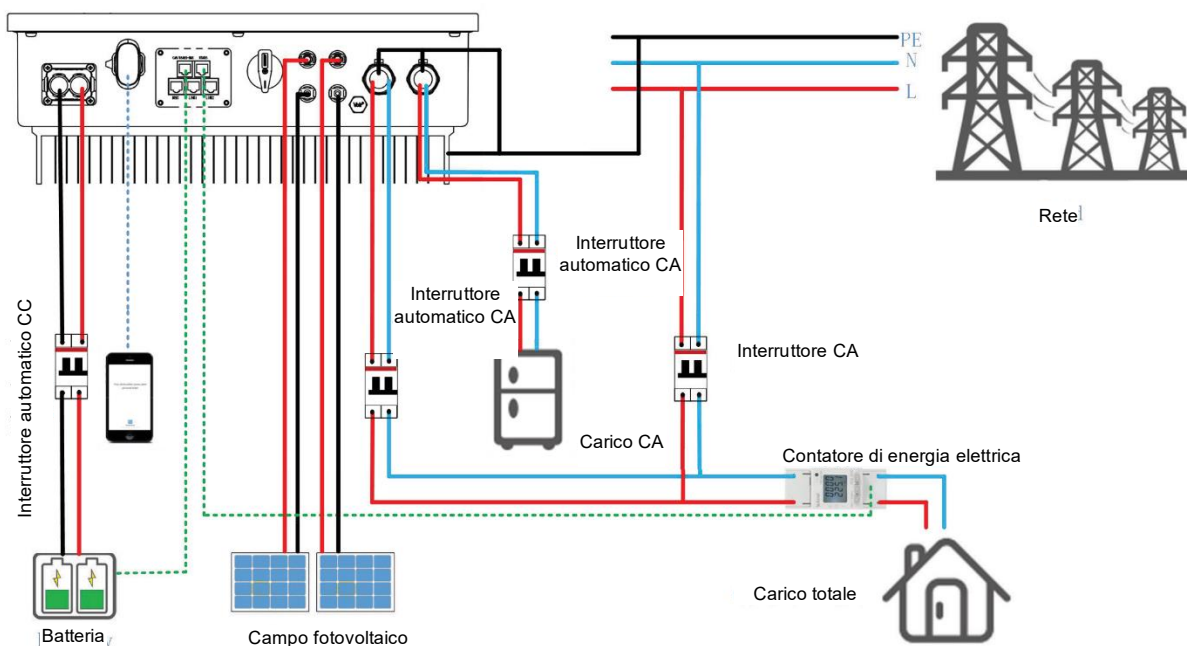 PE
N
L
Rete
Interruttore
automatico CA
Interruttore
automatico CA
Interruttore CA
Interruttore automatico CC
Carico CA
Contatore di energia elettrica
Carico totale
Batteria
Campo fotovoltaico